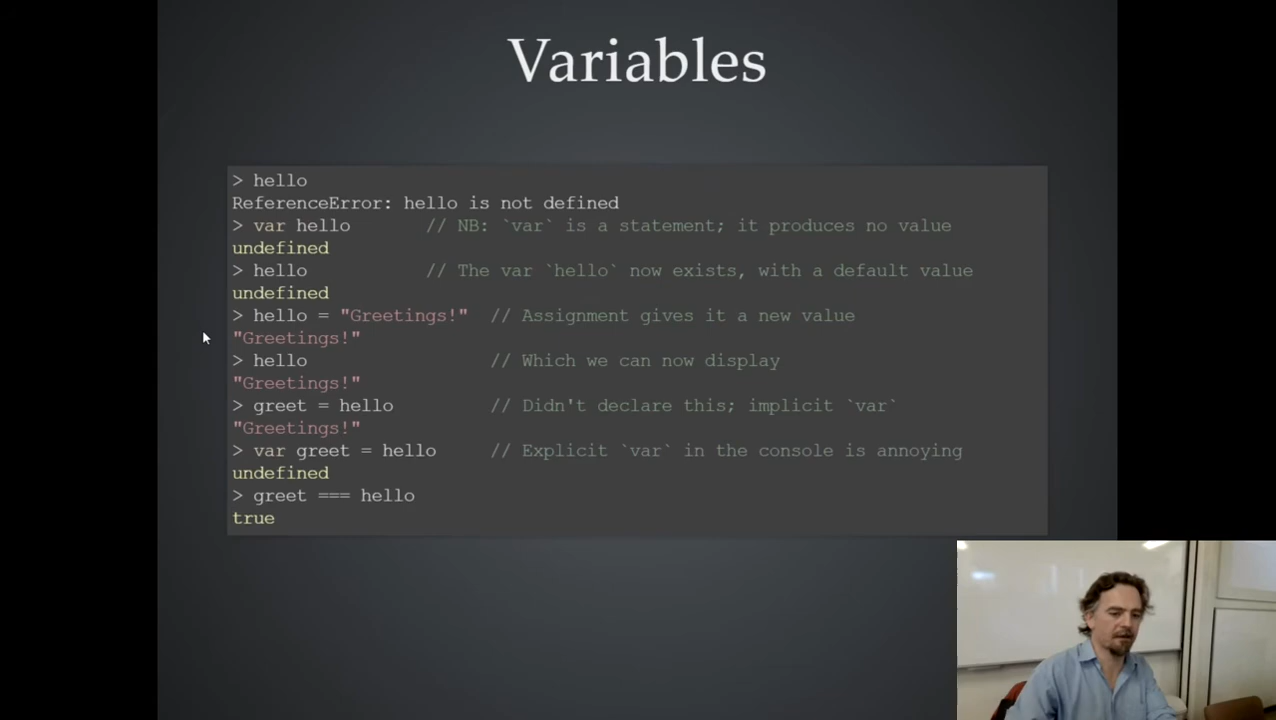 Variables
> hello
ReferenceError: hello is not defined
> var hello // NB: `var` is a statement; it produces no value
undefined
> hello // The var `hello` now exists, with a default value
undefined
> hello = "Greetings!" // Assignment gives it a new value
"Greetings!"
> hello // Which we can now display
"Greetings!"
> greet = hello // Didn't declare this; implicit `var`
"Greetings!"
> var greet = hello // Explicit `var` in the console is annoying
undefined
> greet === hello
true